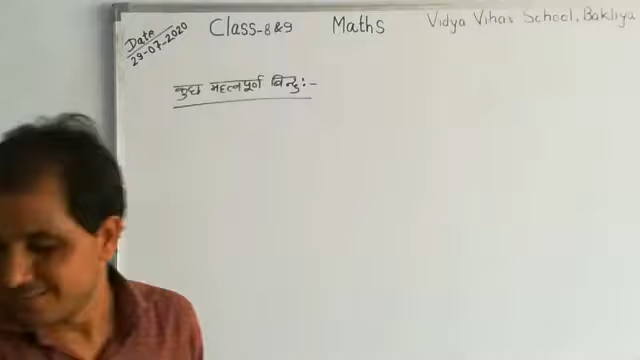 Date
29-07-2020
Class-8&9 Maths Vidya Vihar School, Bakliya
कुछ महत्वपूर्ण बिन्दु :-